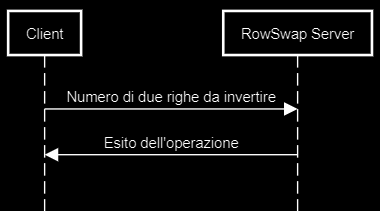 Client
RowSwap Server
Numero di due righe da invertire
Esito dell'operazione